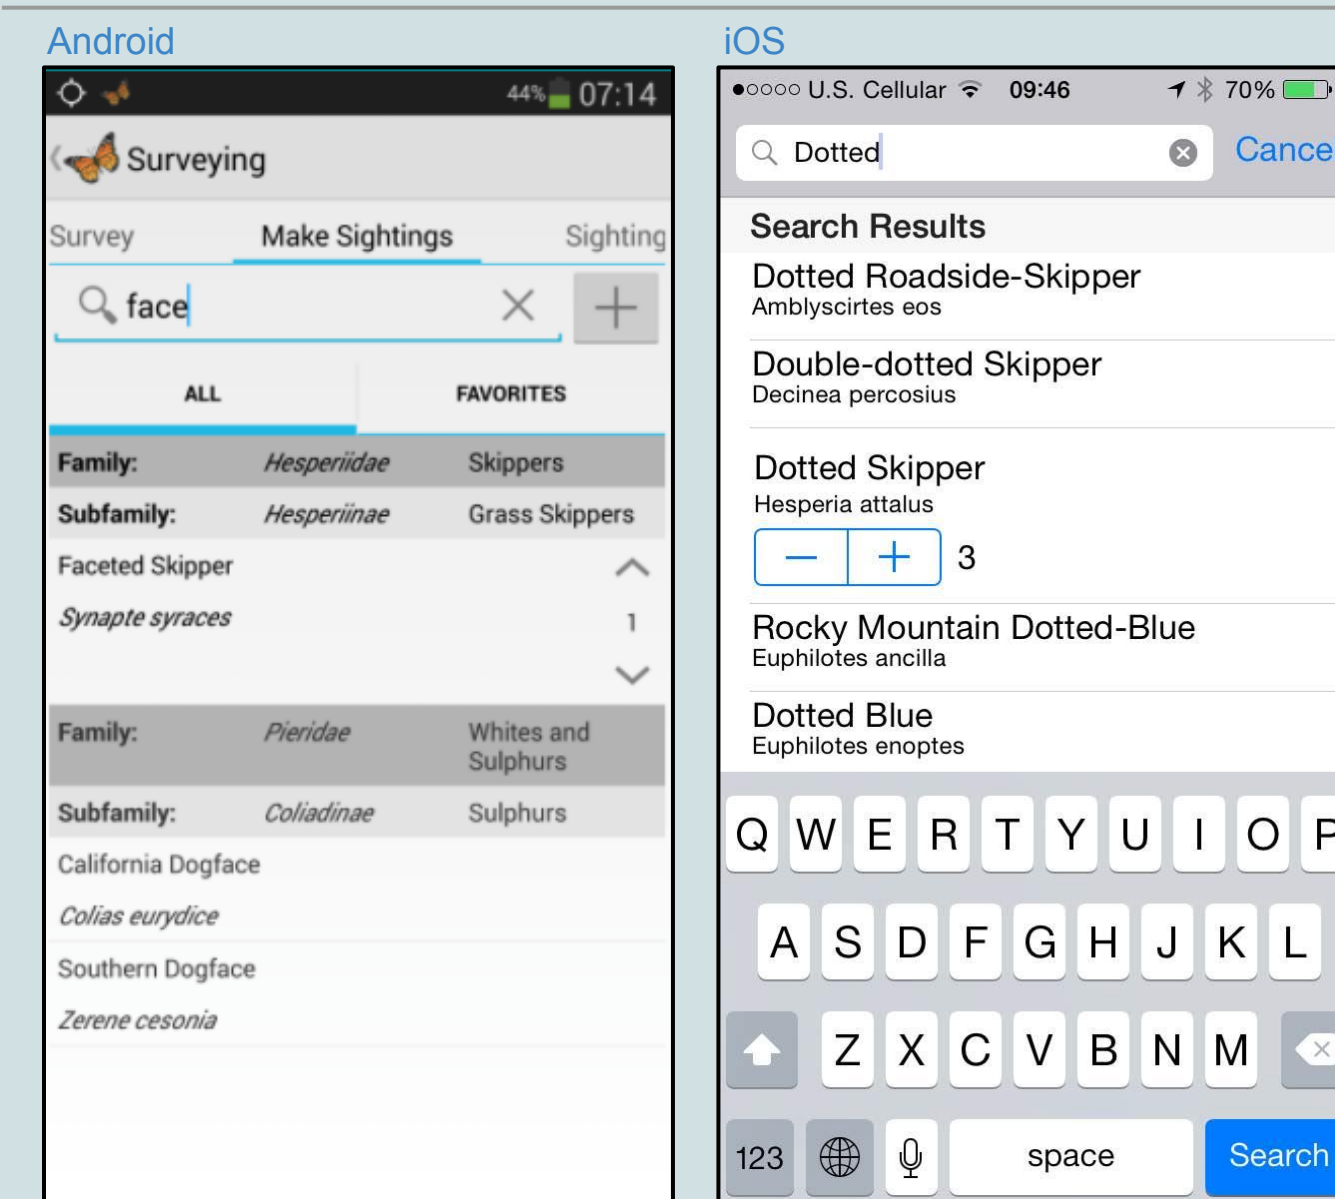 Android
44% 07:14
Surveying
Survey Make Sightings Sighting
face
ALL FAVORITES
Family: Hesperiidae Skippers
Subfamily: Hesperiinae Grass Skippers
Faceted Skipper
Synapte syraces 1
Family: Pieridae Whites and
Sulphurs
Subfamily: Coliadinae Sulphurs
California Dogface
Colias eurydice
Southern Dogface
Zerene cesonia
iOS
U.S. Cellular 09:46 70%
Dotted Cance
Search Results
Dotted Roadside-Skipper
Amblyscirtes eos
Double-dotted Skipper
Decinea percosius
Dotted Skipper
Hesperia attalus
− + 3
Rocky Mountain Dotted-Blue
Euphilotes ancilla
Dotted Blue
Euphilotes enoptes
Q W E R T Y U I O P
A S D F G H J K L
Z X C V B N M
123 space Search